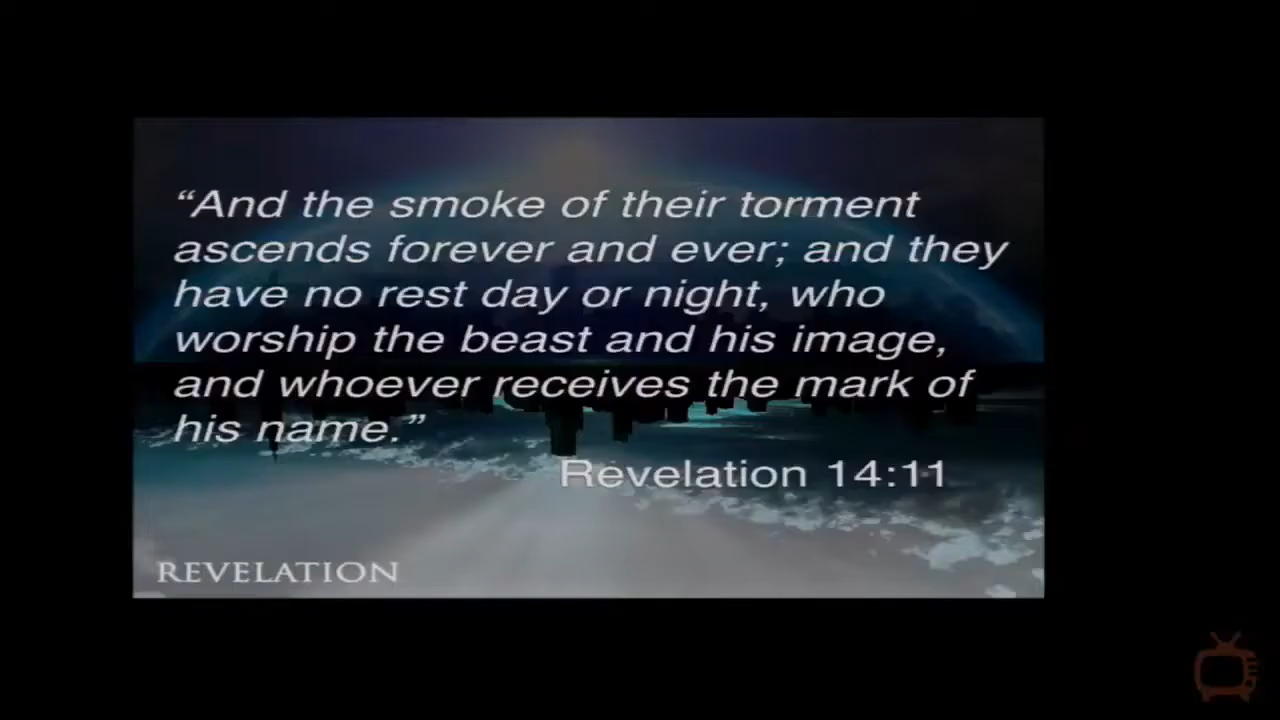 “And the smoke of their torment
ascends forever and ever; and they
have no rest day or night, who
worship the beast and his image,
and whoever receives the mark of
his name.”
Revelation 14:11
REVELATION